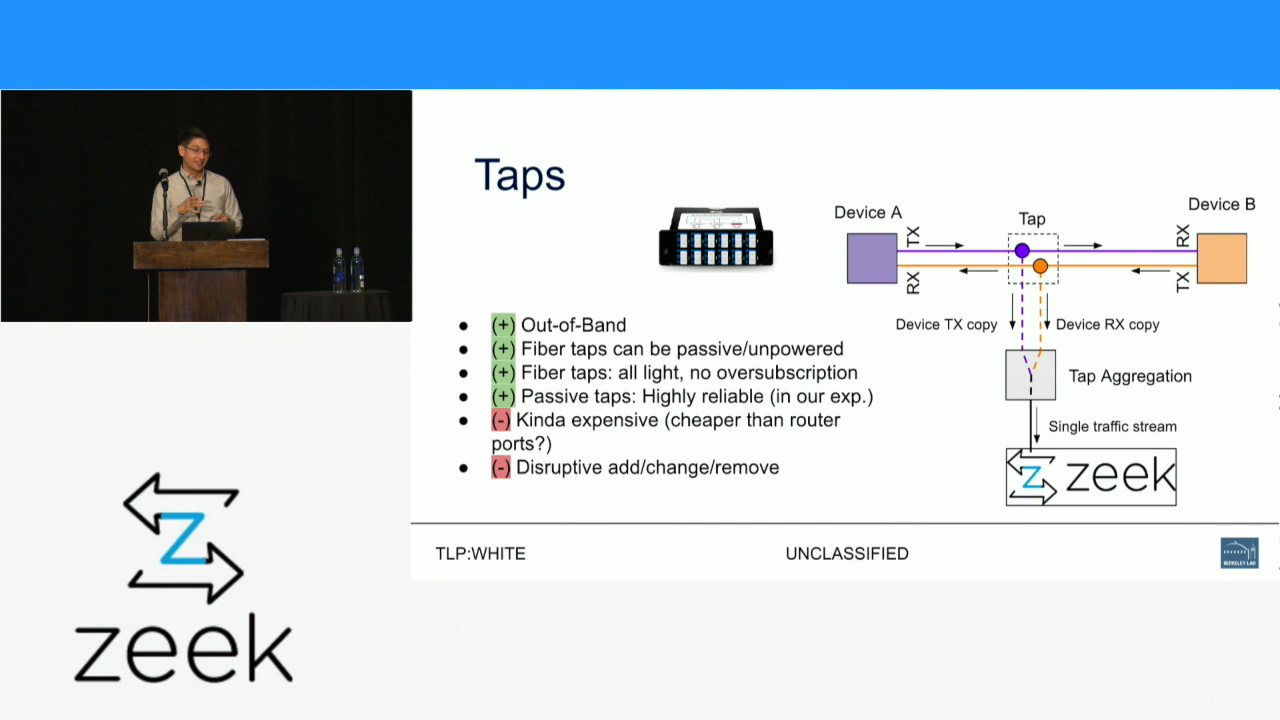 Taps
Device A
Device B
Tap
TX
RX
RX
TX
Device TX copy
Device RX copy
Tap Aggregation
Single traffic stream
zeek
● (+) Out-of-Band
● (+) Fiber taps can be passive/unpowered
● (+) Fiber taps: all light, no oversubscription
● (+) Passive taps: Highly reliable (in our exp.)
● (-) Kinda expensive (cheaper than router
ports?)
● (-) Disruptive add/change/remove
TLP:WHITE
UNCLASSIFIED
BERKELEY LAB
zeek